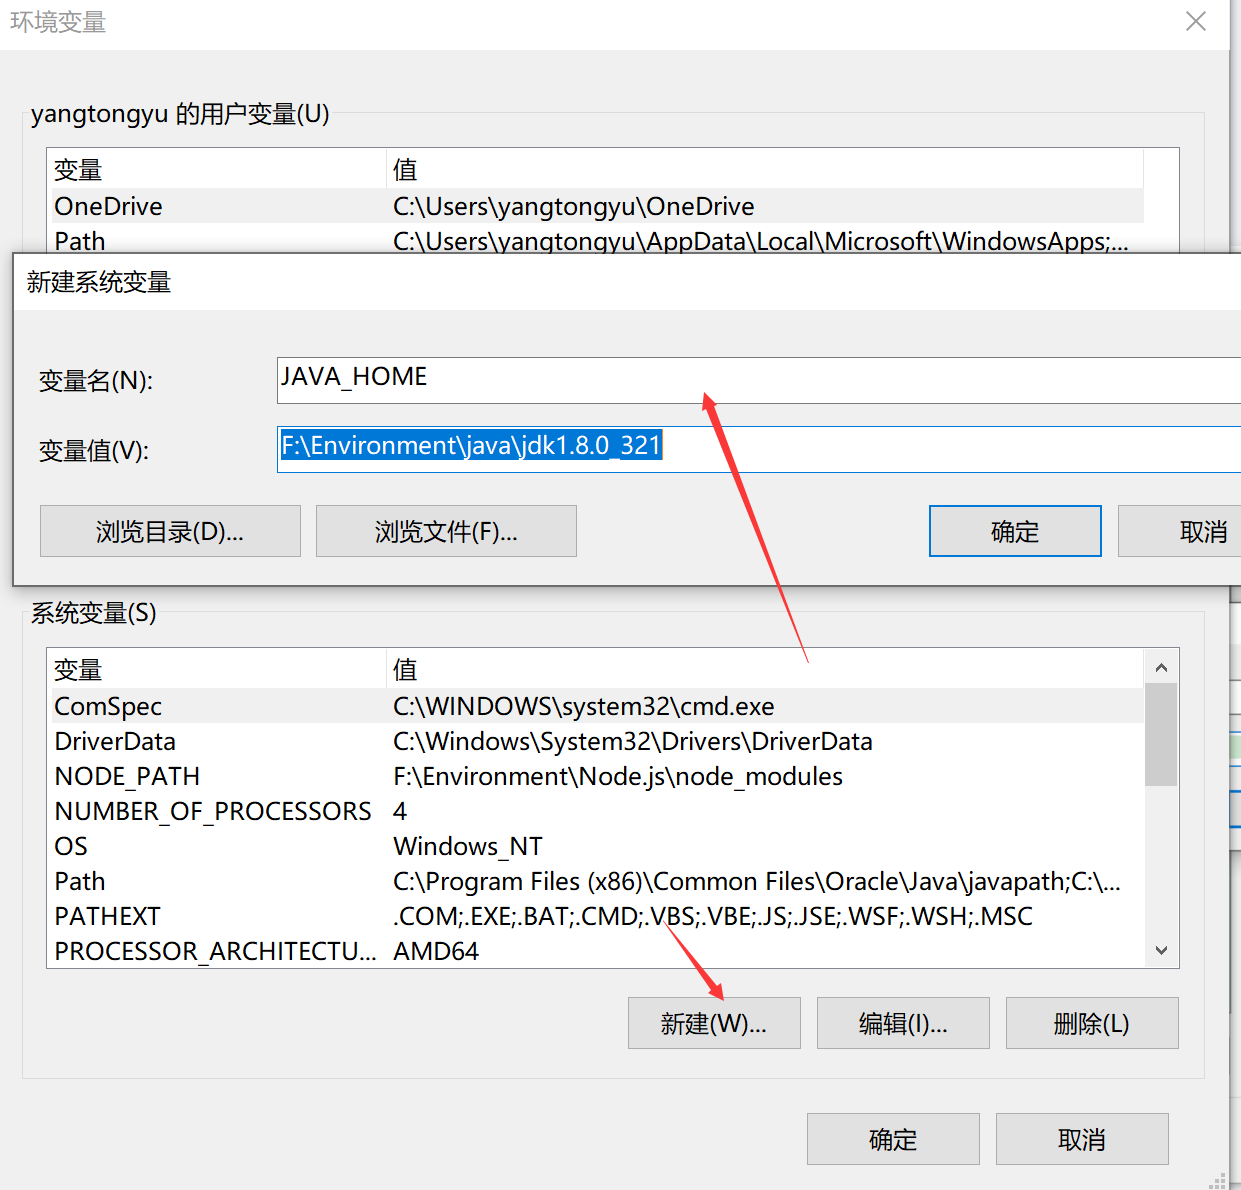 环境变量
yangtongyu 的用户变量(U)
变量 值
OneDrive C:\Users\yangtongyu\OneDrive
Path C:\Users\yangtongyu\AppData\Local\Microsoft\WindowsApps;...
新建系统变量
变量名(N): JAVA_HOME
变量值(V): F:\Environment\java\jdk1.8.0_321
浏览目录(D)... 浏览文件(F)... 确定 取消
系统变量(S)
变量 值
ComSpec C:\WINDOWS\system32\cmd.exe
DriverData C:\Windows\System32\Drivers\DriverData
NODE_PATH F:\Environment\Node.js\node_modules
NUMBER_OF_PROCESSORS 4
OS Windows_NT
Path C:\Program Files (x86)\Common Files\Oracle\Java\javapath;C:\...
PATHEXT .COM;.EXE;.BAT;.CMD;.VBS;.VBE;.JS;.JSE;.WSF;.WSH;.MSC
PROCESSOR_ARCHITECTU... AMD64
新建(W)... 编辑(I)... 删除(L)
确定 取消